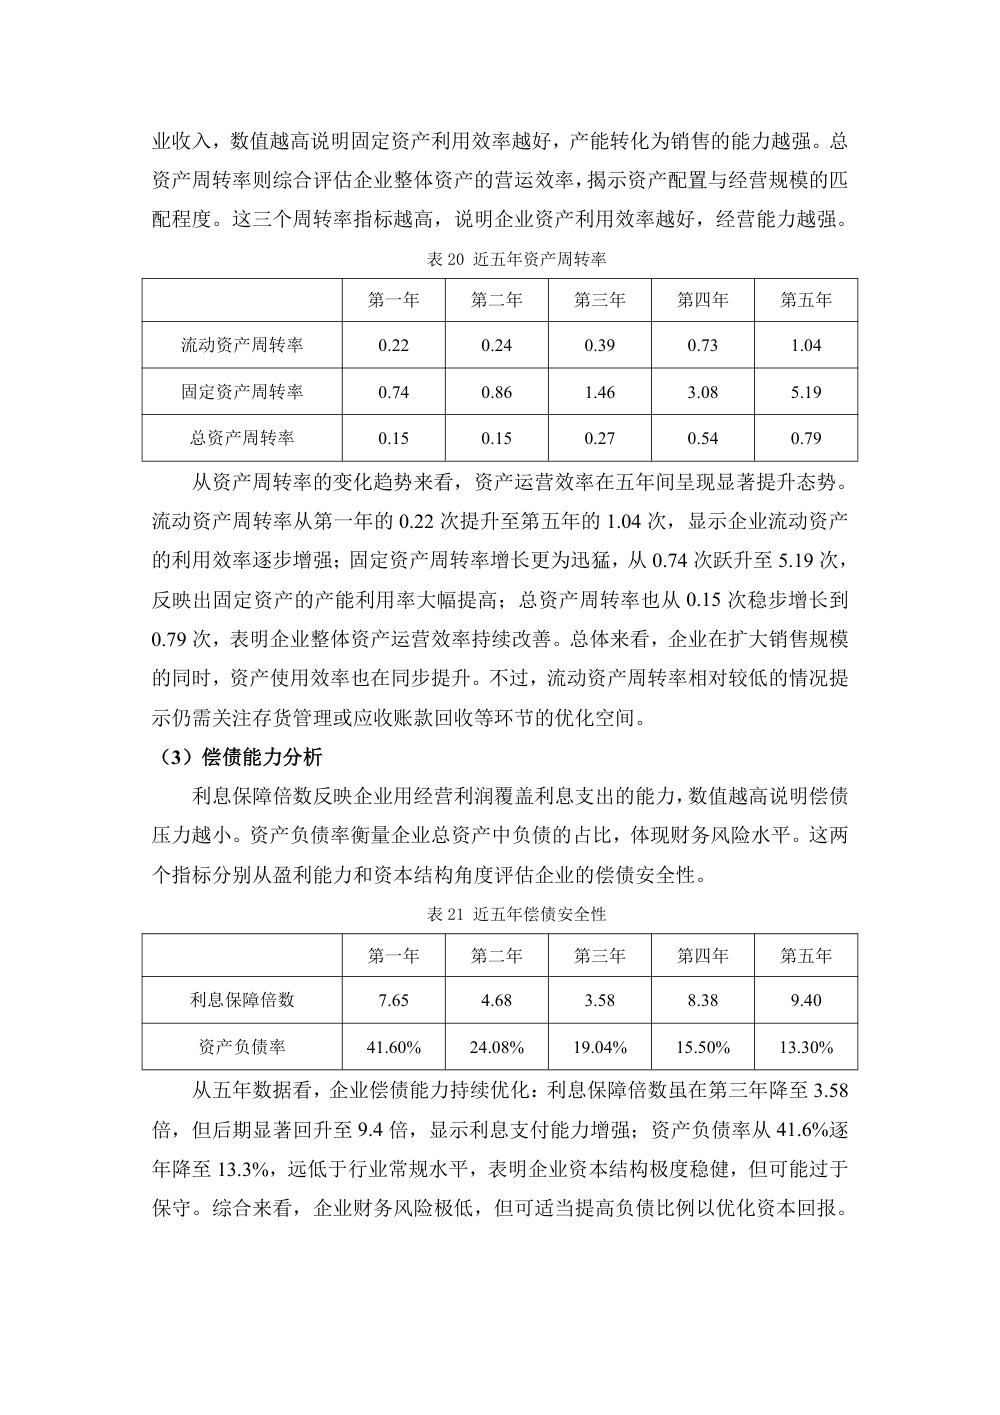 业收入，数值越高说明固定资产利用效率越好，产能转化为销售的能力越强。总
资产周转率则综合评估企业整体资产的营运效率，揭示资产配置与经营规模的匹
配程度。这三个周转率指标越高，说明企业资产利用效率越好，经营能力越强。
表 20 近五年资产周转率
第一年 第二年 第三年 第四年 第五年
流动资产周转率 0.22 0.24 0.39 0.73 1.04
固定资产周转率 0.74 0.86 1.46 3.08 5.19
总资产周转率 0.15 0.15 0.27 0.54 0.79
从资产周转率的变化趋势来看，资产运营效率在五年间呈现显著提升态势。
流动资产周转率从第一年的 0.22 次提升至第五年的 1.04 次，显示企业流动资产
的利用效率逐步增强；固定资产周转率增长更为迅猛，从 0.74 次跃升至 5.19 次，
反映出固定资产的产能利用率大幅提高；总资产周转率也从 0.15 次稳步增长到
0.79 次，表明企业整体资产运营效率持续改善。总体来看，企业在扩大销售规模
的同时，资产使用效率也在同步提升。不过，流动资产周转率相对较低的情况提
示仍需关注存货管理或应收账款回收等环节的优化空间。
（3）偿债能力分析
利息保障倍数反映企业用经营利润覆盖利息支出的能力，数值越高说明偿债
压力越小。资产负债率衡量企业总资产中负债的占比，体现财务风险水平。这两
个指标分别从盈利能力和资本结构角度评估企业的偿债安全性。
表 21 近五年偿债安全性
第一年 第二年 第三年 第四年 第五年
利息保障倍数 7.65 4.68 3.58 8.38 9.40
资产负债率 41.60% 24.08% 19.04% 15.50% 13.30%
从五年数据看，企业偿债能力持续优化：利息保障倍数虽在第三年降至 3.58
倍，但后期显著回升至 9.4 倍，显示利息支付能力增强；资产负债率从 41.6%逐
年降至 13.3%，远低于行业常规水平，表明企业资本结构极度稳健，但可能过于
保守。综合来看，企业财务风险极低，但可适当提高负债比例以优化资本回报。